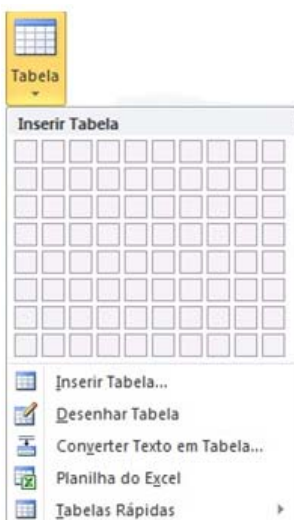 Tabela
Inserir Tabela
Inserir Tabela...
Desenhar Tabela
Converter Texto em Tabela...
Planilha do Excel
Tabelas Rápidas